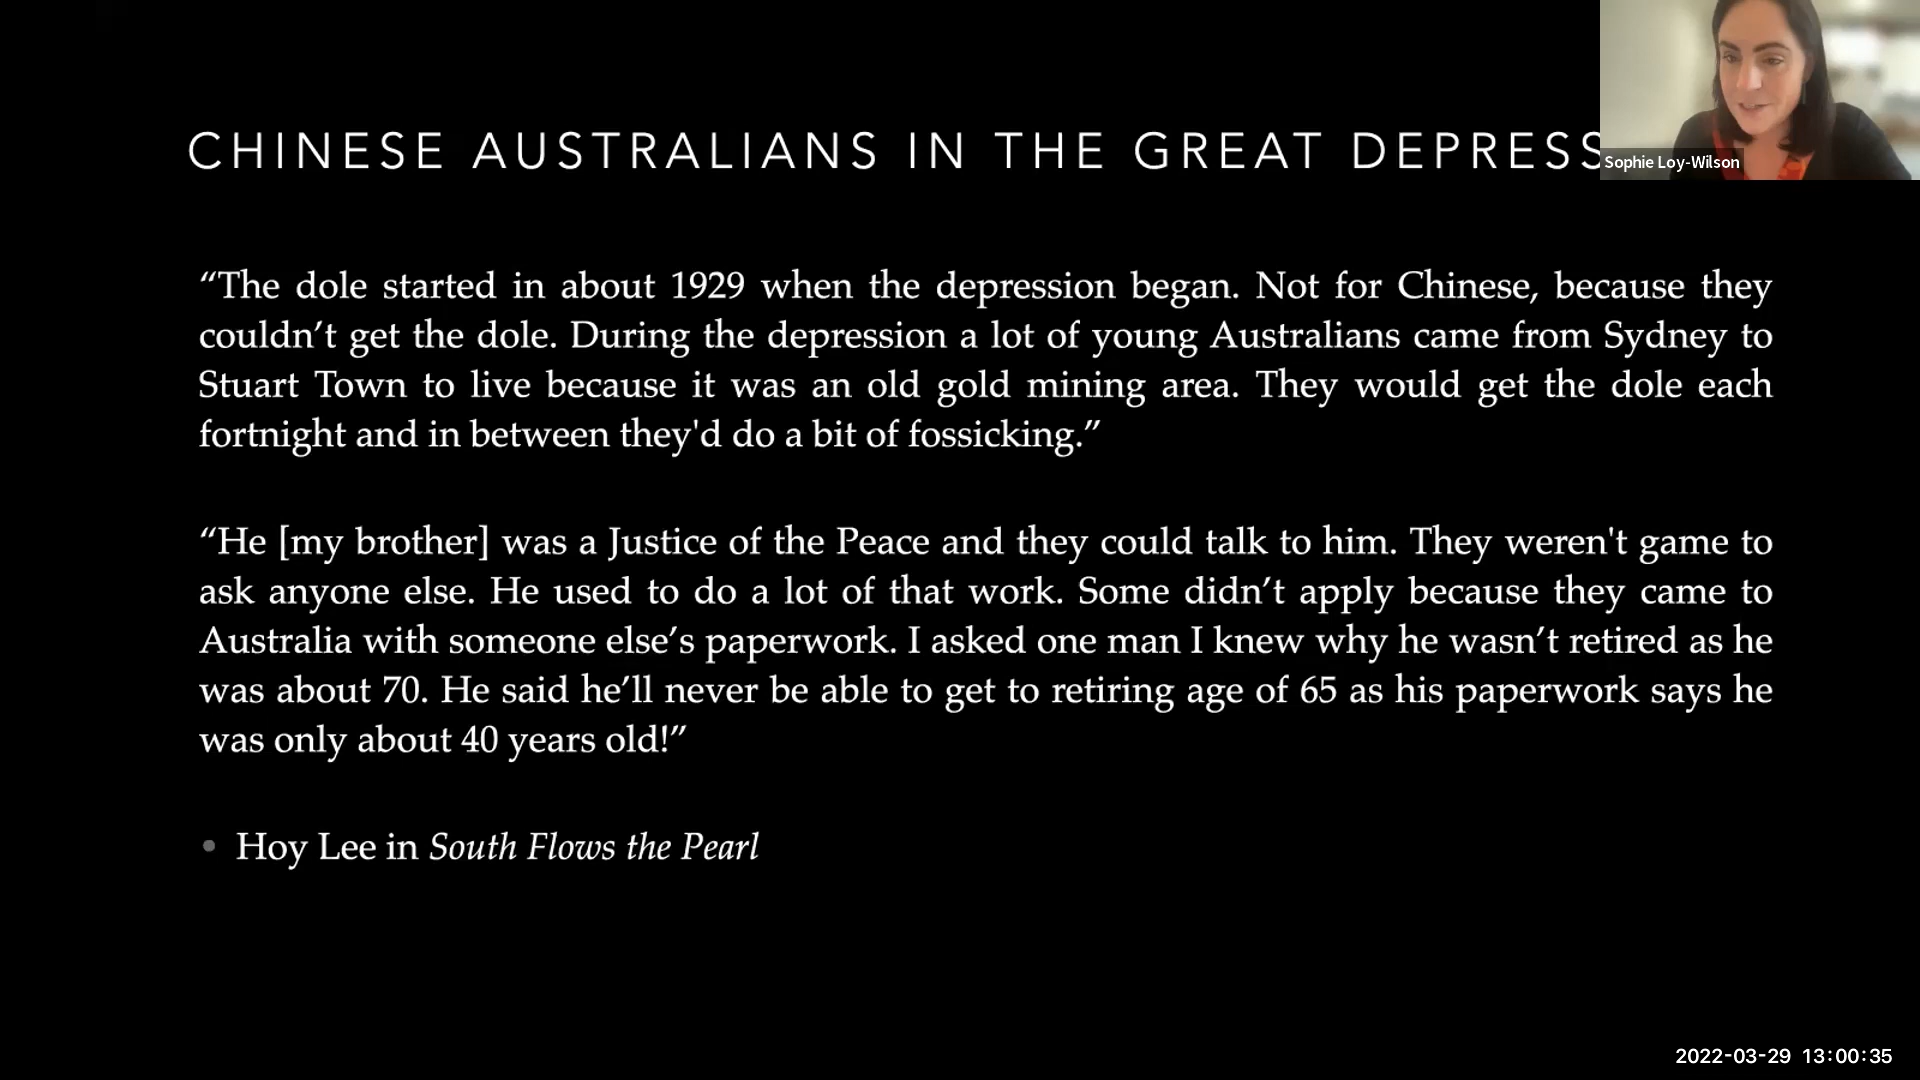 CHINESE AUSTRALIANS IN THE GREAT DEPRESS
Sophie Loy-Wilson
“The dole started in about 1929 when the depression began. Not for Chinese, because they
couldn’t get the dole. During the depression a lot of young Australians came from Sydney to
Stuart Town to live because it was an old gold mining area. They would get the dole each
fortnight and in between they'd do a bit of fossicking.”
“He [my brother] was a Justice of the Peace and they could talk to him. They weren't game to
ask anyone else. He used to do a lot of that work. Some didn’t apply because they came to
Australia with someone else’s paperwork. I asked one man I knew why he wasn’t retired as he
was about 70. He said he’ll never be able to get to retiring age of 65 as his paperwork says he
was only about 40 years old!”
• Hoy Lee in South Flows the Pearl
2022-03-29 13:00:35